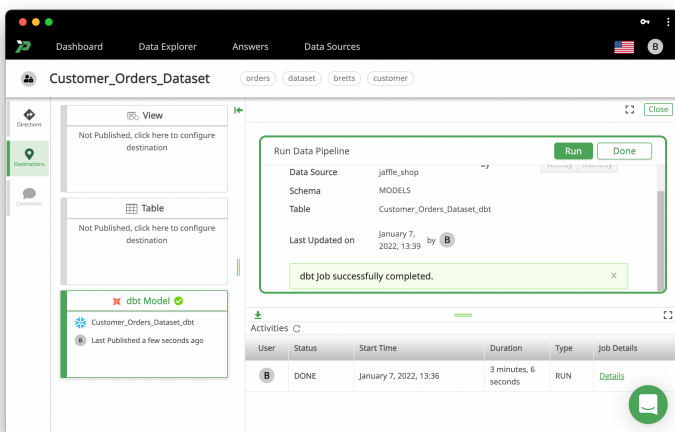 Dashboard
Data Explorer
Answers
Data Sources
B
Customer_Orders_Dataset
orders
dataset
bretts
customer
Directions
Destinations
Comments
View
Not Published, click here to configure
destination
Table
Not Published, click here to configure
destination
dbt Model
Customer_Orders_Dataset_dbt
B Last Published a few seconds ago
Close
Run Data Pipeline
Run
Done
Weekly Monthly
Data Source jaffle_shop
Schema MODELS
Table Customer_Orders_Dataset_dbt
Last Updated on January 7,
2022, 13:39 by B
dbt Job successfully completed.
Activities
User Status Start Time Duration Type Job Details
B DONE January 7, 2022, 13:36 3 minutes, 6
seconds RUN Details